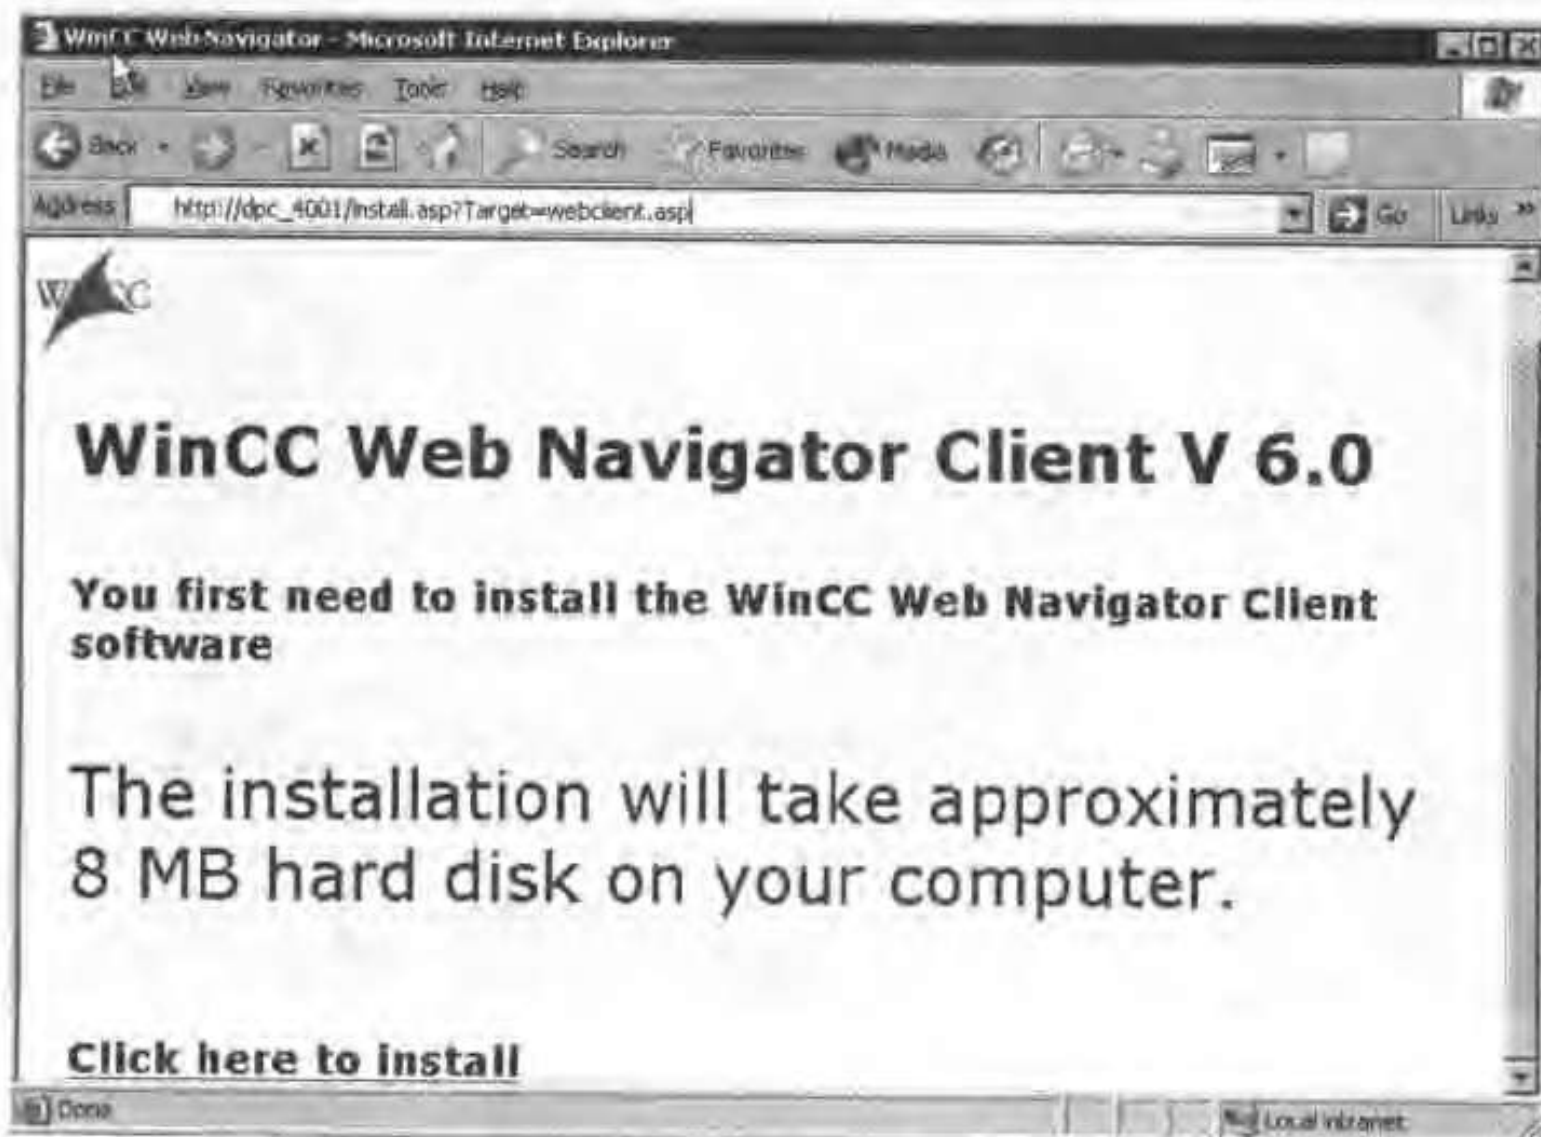 WinCC Web Navigator - Microsoft Internet Explorer
File Edit View Favorites Tools Help
Back Search Favorites Media
Address http://dpc_4001/install.asp?Target=webclient.asp Go Links »
WinCC
WinCC Web Navigator Client V 6.0
You first need to install the WinCC Web Navigator Client
software
The installation will take approximately
8 MB hard disk on your computer.
Click here to install
Done Local intranet